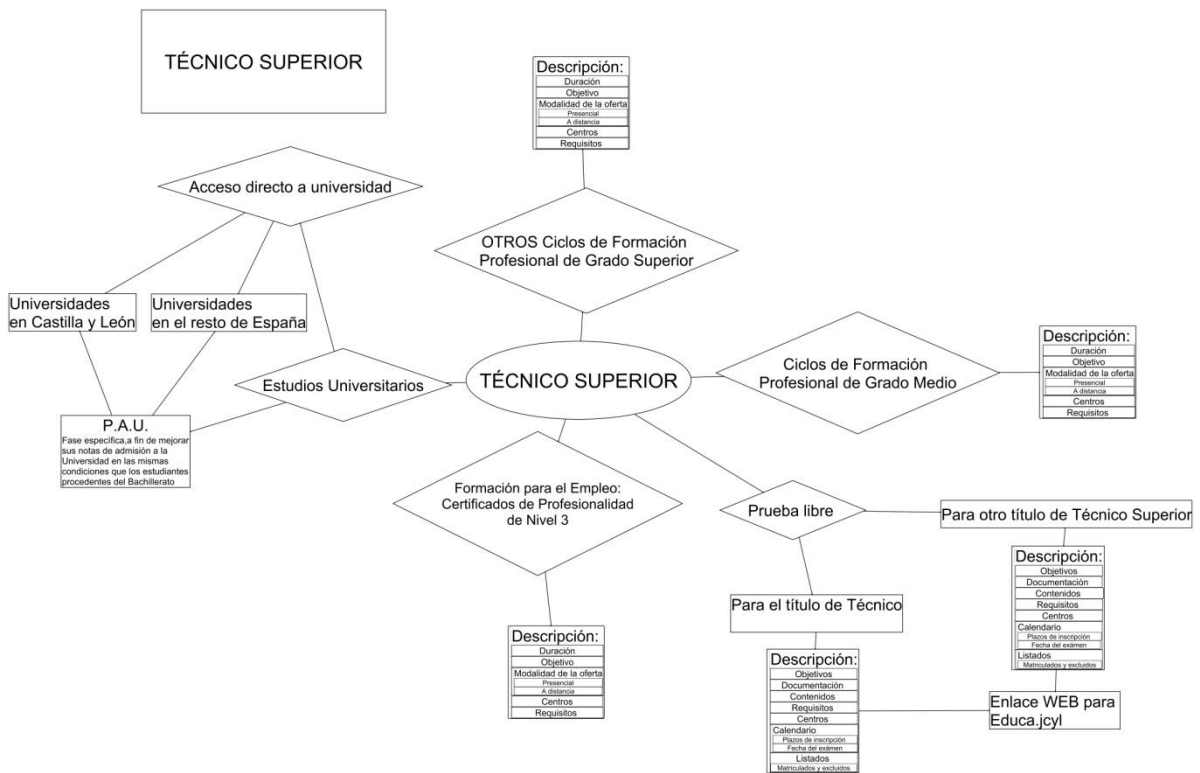 TÉCNICO SUPERIOR
Descripción:
Duración
Objetivo
Modalidad de la oferta
Presencial
A distancia
Centros
Requisitos
Acceso directo a universidad
OTROS Ciclos de Formación
Profesional de Grado Superior
Universidades
en Castilla y León
Universidades
en el resto de España
Estudios Universitarios
TÉCNICO SUPERIOR
Ciclos de Formación
Profesional de Grado Medio
Descripción:
Duración
Objetivo
Modalidad de la oferta
Presencial
A distancia
Centros
Requisitos
P.A.U.
Fase específica,a fin de mejorar
sus notas de admisión a la
Universidad en las mismas
condiciones que los estudiantes
procedentes del Bachillerato
Formación para el Empleo:
Certificados de Profesionalidad
de Nivel 3
Descripción:
Duración
Objetivo
Modalidad de la oferta
Presencial
A distancia
Centros
Requisitos
Prueba libre
Para el título de Técnico
Descripción:
Objetivos
Documentación
Contenidos
Requisitos
Centros
Calendario
Plazos de inscripción
Fecha del exámen
Listados
Matriculados y excluidos
Para otro título de Técnico Superior
Descripción:
Objetivos
Documentación
Contenidos
Requisitos
Centros
Calendario
Plazos de inscripción
Fecha del exámen
Listados
Matriculados y excluidos
Enlace WEB para
Educa.jcyl